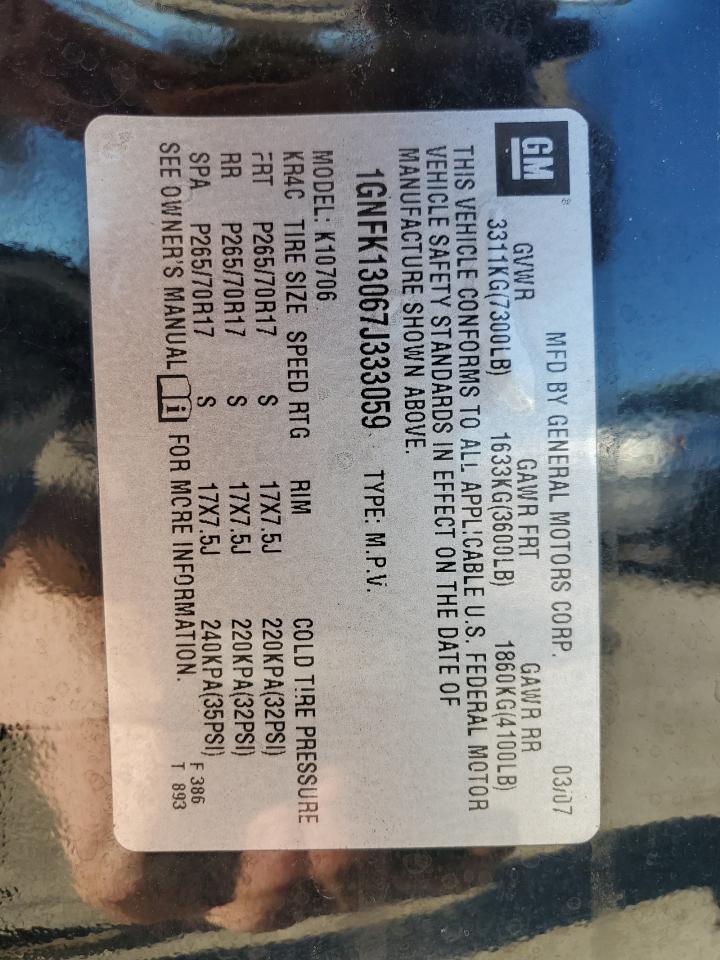 GM
®
MFD BY GENERAL MOTORS CORP. 03/07
GVWR GAWR FRT GAWR RR
3311KG(7300LB) 1633KG(3600LB) 1860KG(4100LB)
THIS VEHICLE CONFORMS TO ALL APPLICABLE U.S. FEDERAL MOTOR
VEHICLE SAFETY STANDARDS IN EFFECT ON THE DATE OF
MANUFACTURE SHOWN ABOVE.
1GNFK13067J333059 TYPE: M.P.V.
MODEL: K10706
KR4C TIRE SIZE SPEED RTG RIM COLD TIRE PRESSURE
FRT P265/70R17 S 17X7.5J 220KPA(32PSI)
RR P265/70R17 S 17X7.5J 220KPA(32PSI)
SPA P265/70R17 S 17X7.5J 240KPA(35PSI)
SEE OWNER'S MANUAL i FOR MORE INFORMATION.
F 386
T 893